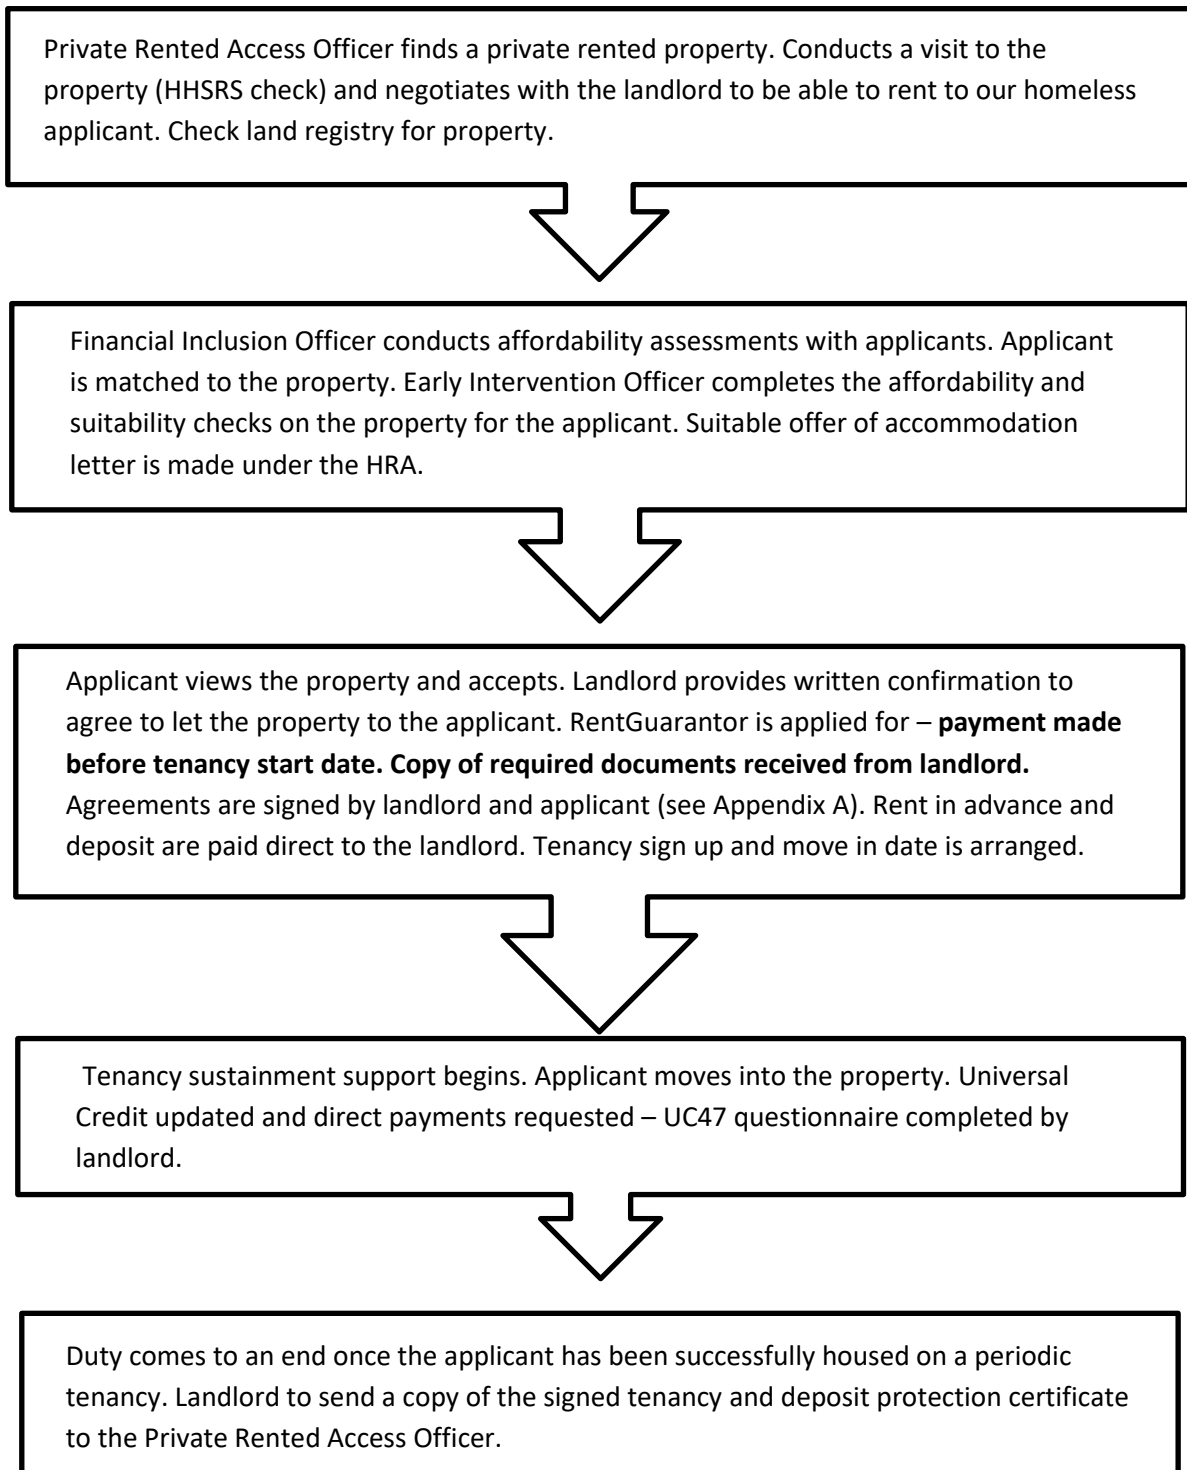 Private Rented Access Officer finds a private rented property. Conducts a visit to the
property (HHSRS check) and negotiates with the landlord to be able to rent to our homeless
applicant. Check land registry for property.
Financial Inclusion Officer conducts affordability assessments with applicants. Applicant
is matched to the property. Early Intervention Officer completes the affordability and
suitability checks on the property for the applicant. Suitable offer of accommodation
letter is made under the HRA.
Applicant views the property and accepts. Landlord provides written confirmation to
agree to let the property to the applicant. RentGuarantor is applied for – payment made
before tenancy start date. Copy of required documents received from landlord.
Agreements are signed by landlord and applicant (see Appendix A). Rent in advance and
deposit are paid direct to the landlord. Tenancy sign up and move in date is arranged.
Tenancy sustainment support begins. Applicant moves into the property. Universal
Credit updated and direct payments requested – UC47 questionnaire completed by
landlord.
Duty comes to an end once the applicant has been successfully housed on a periodic
tenancy. Landlord to send a copy of the signed tenancy and deposit protection certificate
to the Private Rented Access Officer.